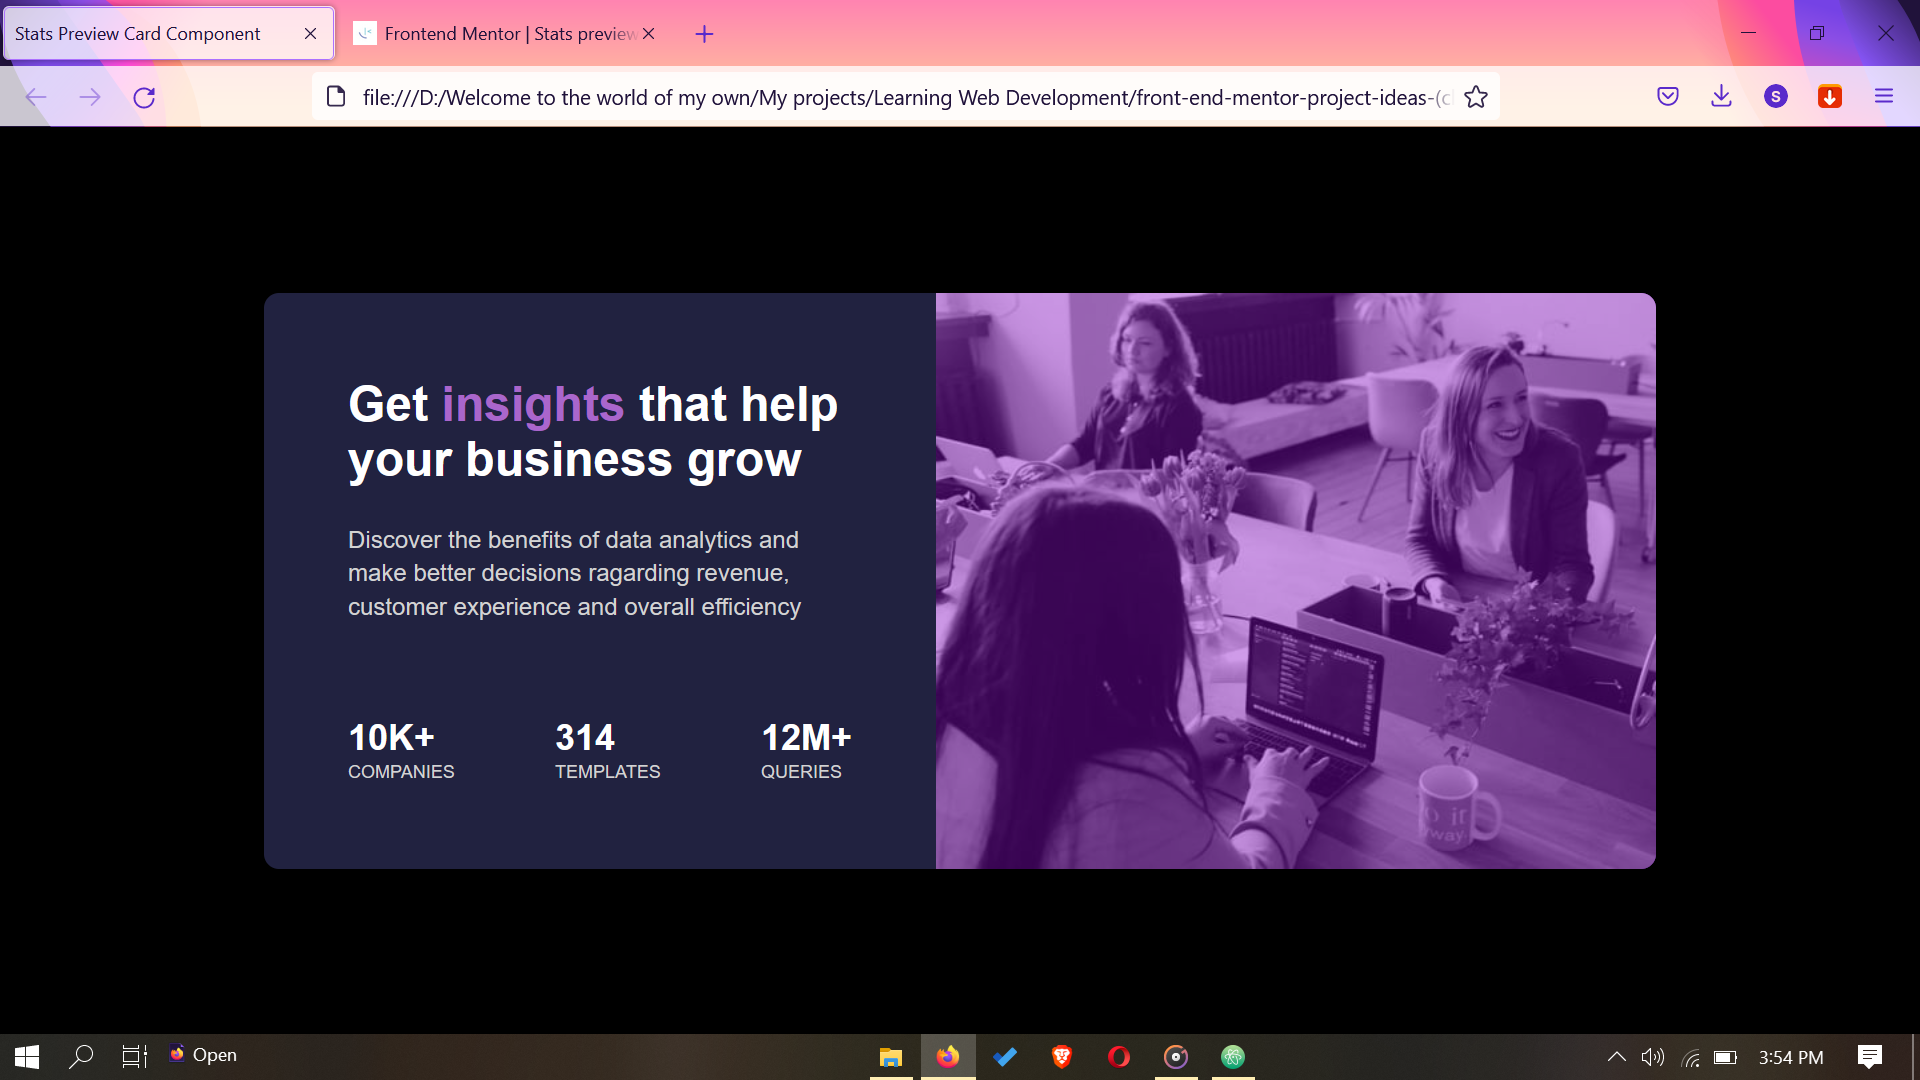 Stats Preview Card Component
Frontend Mentor | Stats preview
file:///D:/Welcome to the world of my own/My projects/Learning Web Development/front-end-mentor-project-ideas-(c
S
Get insights that help
your business grow
Discover the benefits of data analytics and
make better decisions ragarding revenue,
customer experience and overall efficiency
10K+ 314 12M+
COMPANIES TEMPLATES QUERIES
Open
3:54 PM